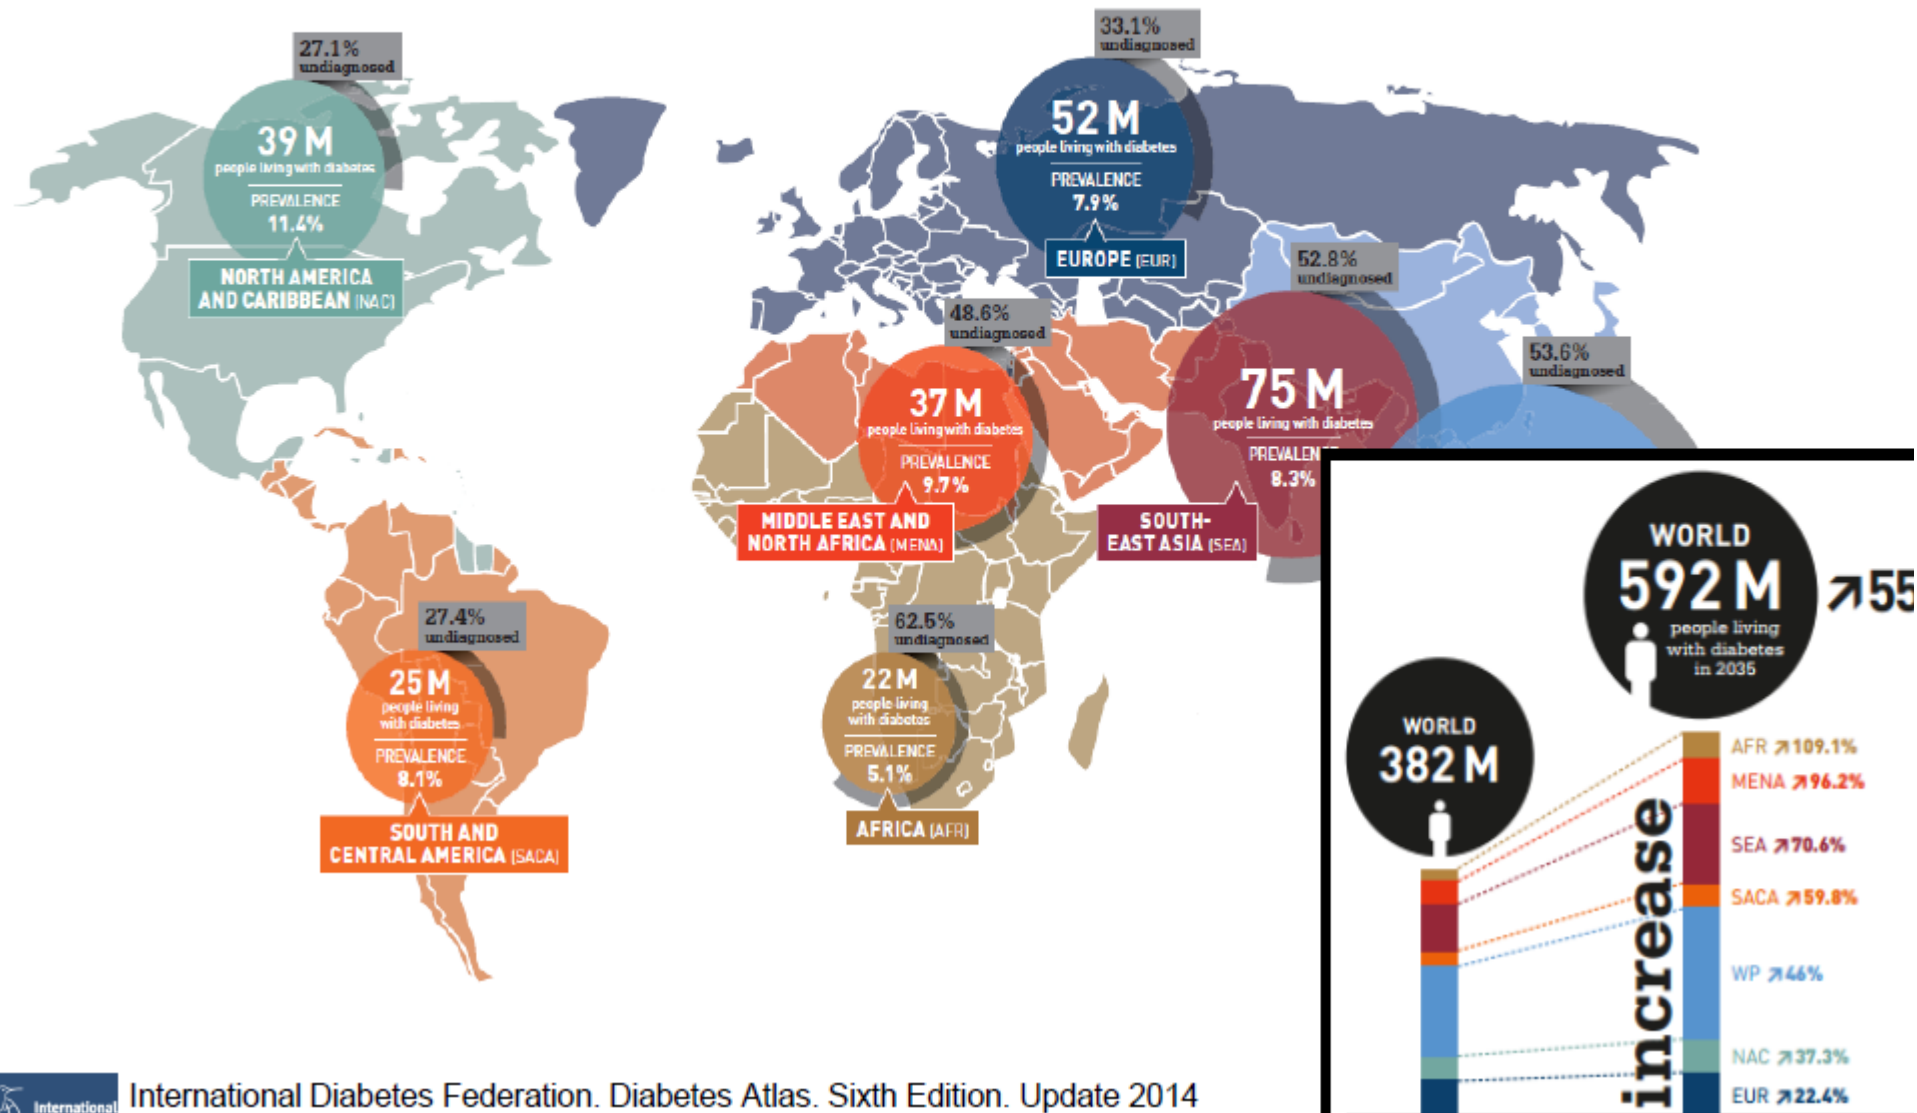 27.1%
undiagnosed
39 M
people living with diabetes
PREVALENCE
11.4%
NORTH AMERICA
AND CARIBBEAN (NAC)
33.1%
undiagnosed
52 M
people living with diabetes
PREVALENCE
7.9%
EUROPE (EUR)
48.6%
undiagnosed
37 M
people living with diabetes
PREVALENCE
9.7%
MIDDLE EAST AND
NORTH AFRICA (MENA)
52.8%
undiagnosed
75 M
people living with diabetes
PREVALEN
8.3%
SOUTH-
EAST ASIA (SEA)
53.6%
undiagnosed
27.4%
undiagnosed
25 M
people living
with diabetes
PREVALENCE
8.1%
SOUTH AND
CENTRAL AMERICA (SACA)
62.5%
undiagnosed
22 M
people living
with diabetes
PREVALENCE
5.1%
AFRICA (AFR)
WORLD
592 M
people living
with diabetes
in 2035
↗55
WORLD
382 M
increase
AFR ↗109.1%
MENA ↗96.2%
SEA ↗70.6%
SACA ↗59.8%
WP ↗46%
NAC ↗37.3%
EUR ↗22.4%
International
International Diabetes Federation. Diabetes Atlas. Sixth Edition. Update 2014